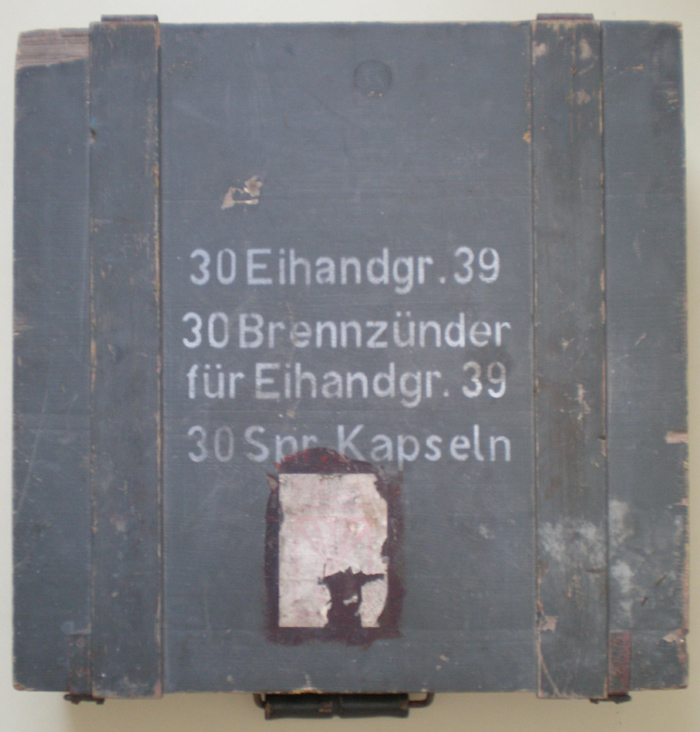 30 Eihandgr. 39
30 Brennzünder
für Eihandgr. 39
30 Spr. Kapseln